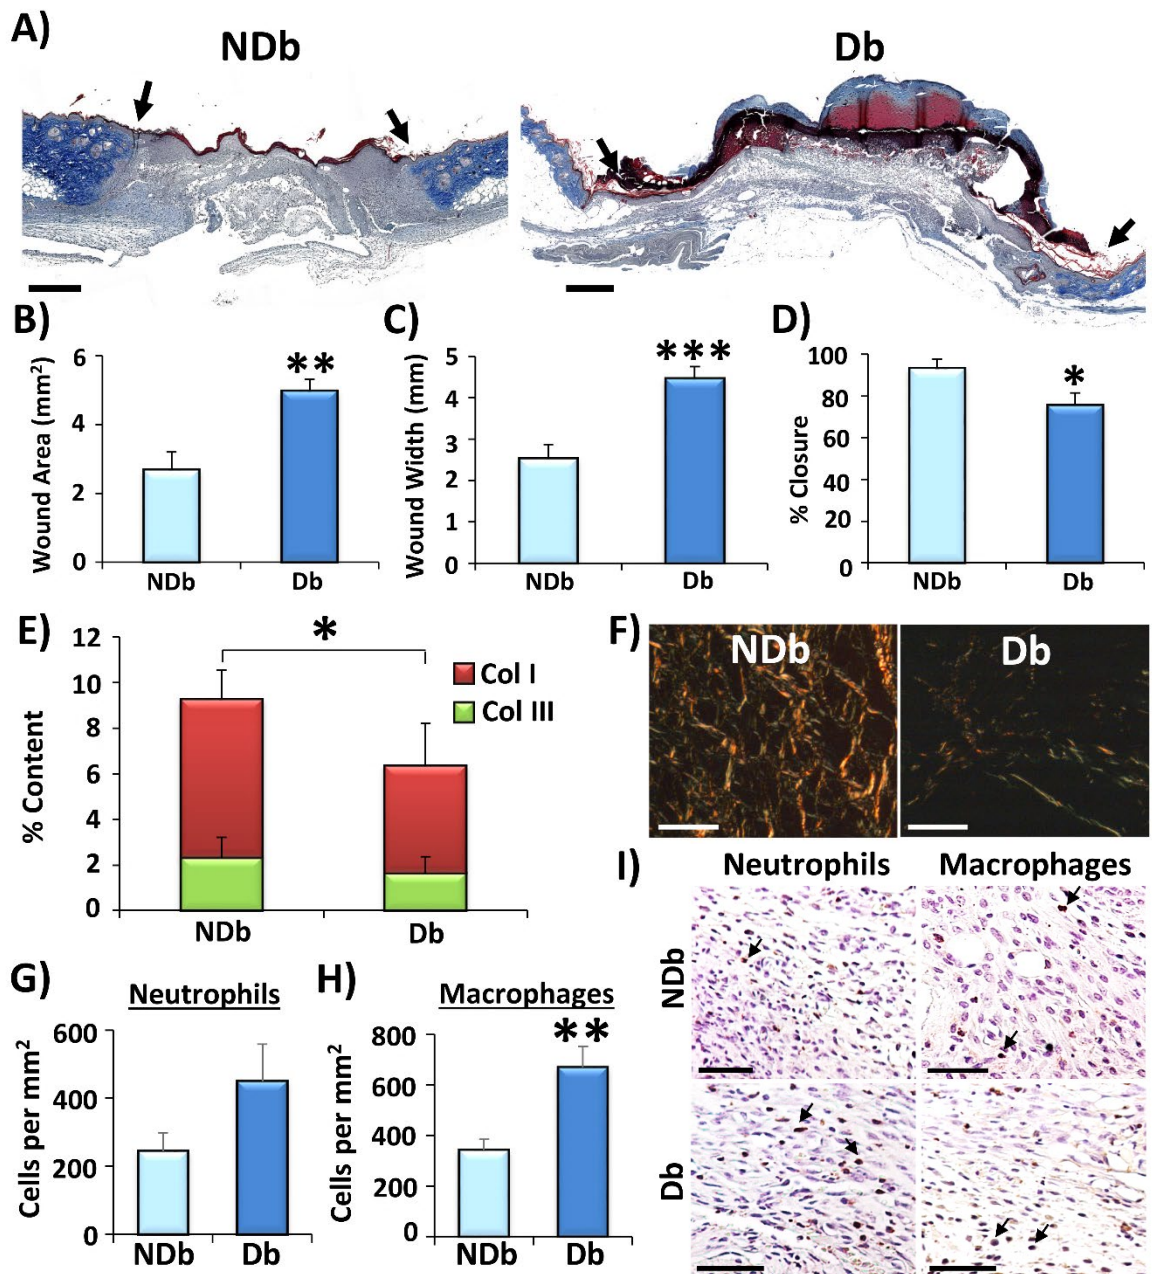 A)
NDb
Db
B)
Wound Area (mm²)
6
4
2
0
**
NDb
Db
C)
Wound Width (mm)
5
4
3
2
1
0
***
NDb
Db
D)
% Closure
100
80
60
40
20
0
*
NDb
Db
E)
% Content
12
10
8
6
4
2
0
*
Col I
Col III
NDb
Db
F)
NDb
Db
G)
Neutrophils
Cells per mm²
600
400
200
0
NDb
Db
H)
Macrophages
Cells per mm²
800
600
400
200
0
**
NDb
Db
I)
Neutrophils
Macrophages
NDb
Db